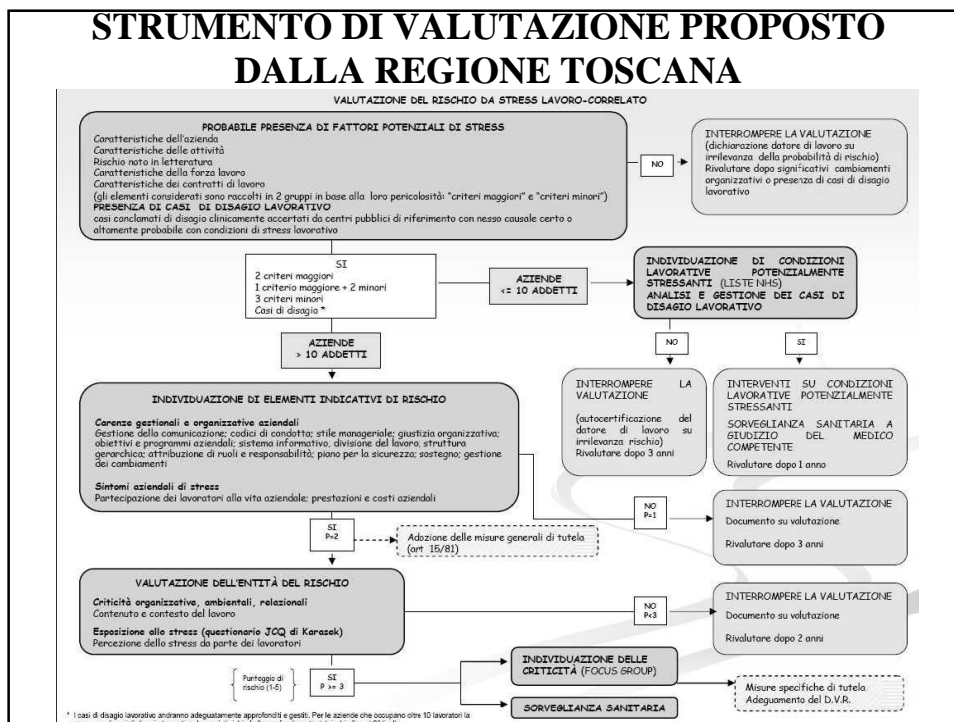 STRUMENTO DI VALUTAZIONE PROPOSTO
DALLA REGIONE TOSCANA
VALUTAZIONE DEL RISCHIO DA STRESS LAVORO-CORRELATO
PROBABILE PRESENZA DI FATTORI POTENZIALI DI STRESS
Caratteristiche dell'azienda
Caratteristiche delle attività
Rischio noto in letteratura
Caratteristiche della forza lavoro
Caratteristiche dei contratti di lavoro
(gli elementi considerati sono raccolti in 2 gruppi in base alla loro pericolosità: "criteri maggiori" e "criteri minori")
PRESENZA DI CASI DI DISAGIO LAVORATIVO
casi conclamati di disagio clinicamente accertata da centri pubblici di riferimento con nesso causale certo o
altamente probabile con condizioni di stress lavorativo
NO
INTERROMPERE LA VALUTAZIONE
(dichiarazione datore di lavoro su
irrilevanza della probabilità di rischio)
Rivalutare dopo significativi cambiamenti
organizzativi o presenza di casi di disagio
lavorativo
SI
2 criteri maggiori
1 criterio maggiore + 2 minori
3 criteri minori
Casi di disagio *
AZIENDE
<= 10 ADDETTI
INDIVIDUAZIONE DI CONDIZIONI
LAVORATIVE POTENZIALMENTE
STRESSANTI (LISTE NHS)
ANALISI E GESTIONE DEI CASI DI
DISAGIO LAVORATIVO
AZIENDE
> 10 ADDETTI
NO
SI
INTERROMPERE LA
VALUTAZIONE
(autocertificazione del
datore di lavoro su
irrilevanza rischio)
Rivalutare dopo 3 anni
INTERVENTI SU CONDIZIONI
LAVORATIVE POTENZIALMENTE
STRESSANTI
SORVEGLIANZA SANITARIA A
GIUDIZIO DEL MEDICO
COMPETENTE
Rivalutare dopo 1 anno
INDIVIDUAZIONE DI ELEMENTI INDICATIVI DI RISCHIO
Carenze gestionali e organizzative aziendali
Gestione della comunicazione; codici di condotta; stile manageriale; giustizia organizzativa;
obiettivi e programmi aziendali; sistema informativo, divisione del lavoro; struttura
gerarchica; attribuzione di ruoli e responsabilità; piano per la sicurezza; sostegno; gestione
dei cambiamenti
Sintomi aziendali di stress
Partecipazione dei lavoratori alla vita aziendale; prestazioni e costi aziendali
NO
P=1
INTERROMPERE LA VALUTAZIONE
Documento su valutazione
Rivalutare dopo 3 anni
SI
P=2
Adozione delle misure generali di tutela
(art 15/81)
VALUTAZIONE DELL'ENTITÀ DEL RISCHIO
Criticità organizzative, ambientali, relazionali
Contenuto e contesto del lavoro
Esposizione allo stress (questionario JCQ di Karasek)
Percezione dello stress da parte dei lavoratori
NO
P<3
INTERROMPERE LA VALUTAZIONE
Documento su valutazione
Rivalutare dopo 2 anni
Punteggio di
rischio (1-5)
SI
P >= 3
INDIVIDUAZIONE DELLE
CRITICITÀ (FOCUS GROUP)
SORVEGLIANZA SANITARIA
Misure specifiche di tutela
Adeguamento del D.V.R.
* I casi di disagio lavorativo andranno adeguatamente approfonditi e gestiti. Per le aziende che occupano oltre 10 lavoratori la